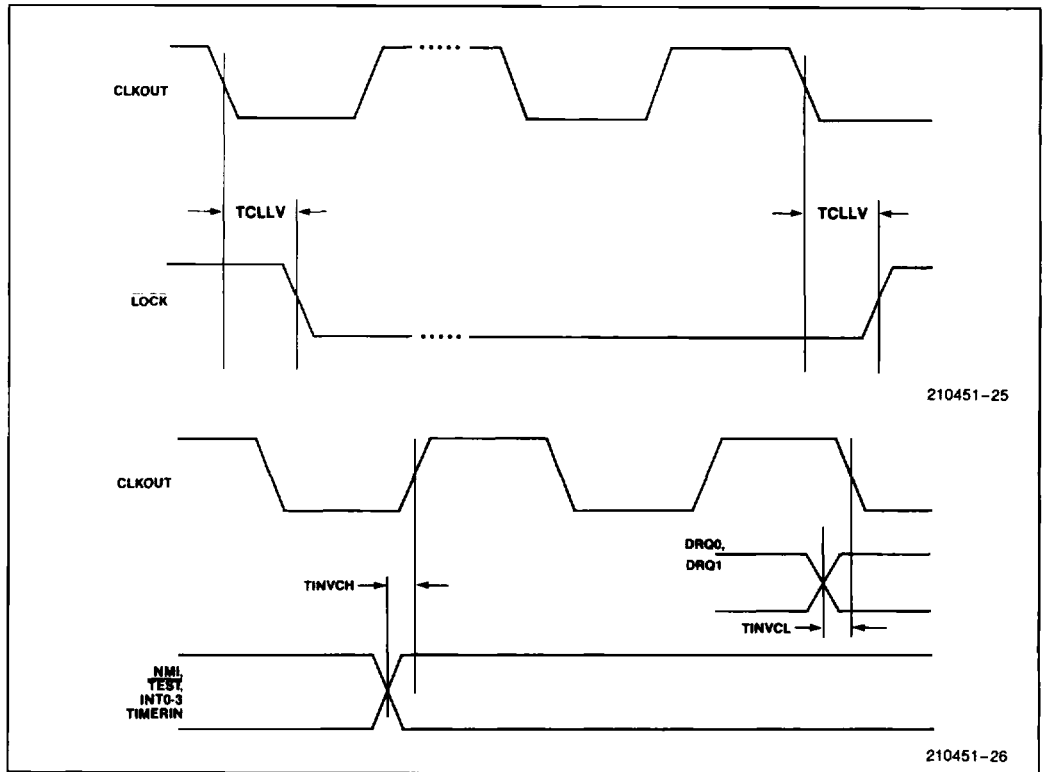 CLKOUT
TCLLV
TCLLV
LOCK
210451-25
CLKOUT
DRQ0,
DRQ1
TINVCH
TINVCL
NMI,
TEST,
INT0-3
TIMERIN
210451-26